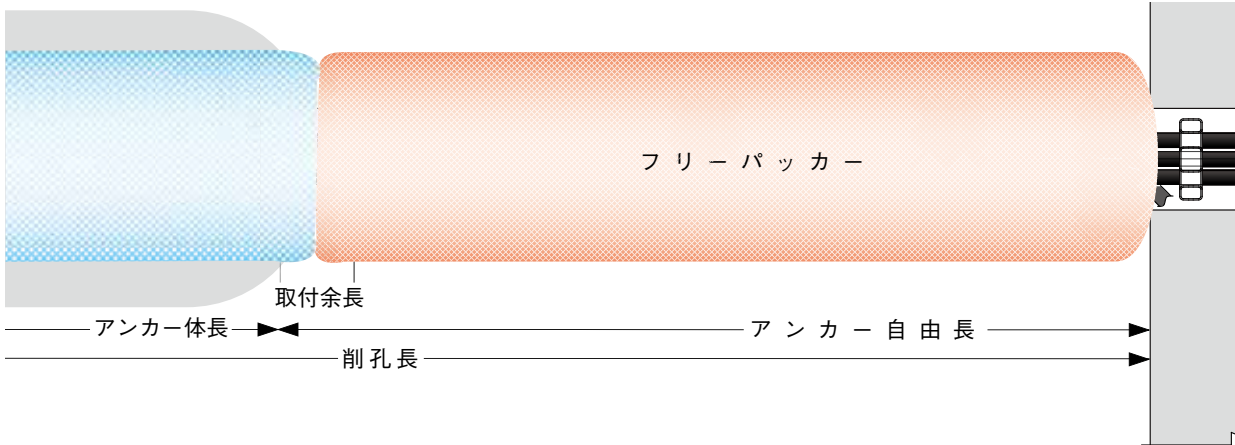 フリーパッカー
取付余長
アンカー体長
アンカー自由長
削孔長